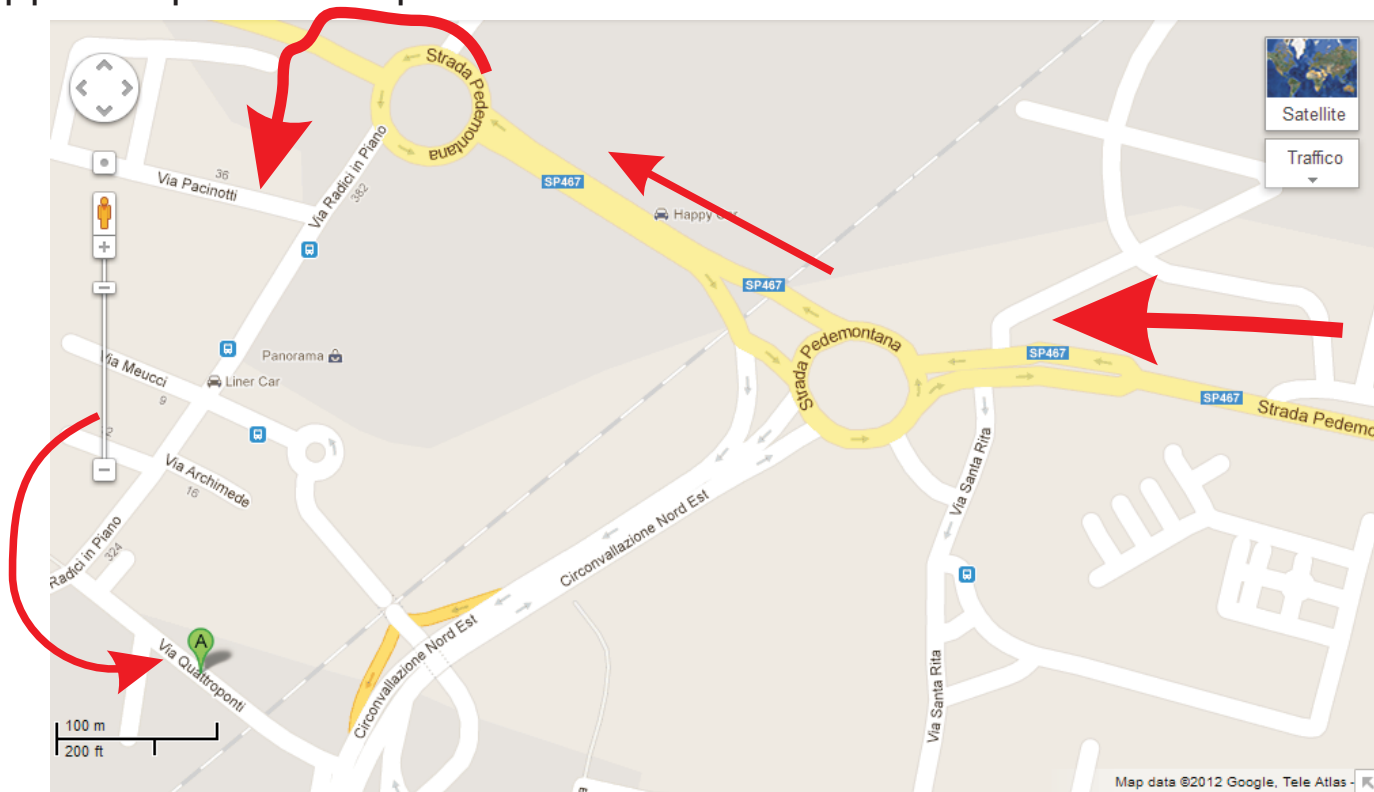 Strada Pedemontana
Satellite
Traffico
36
Via Pacinotti
Via Radici in Piano
382
SP467
Happy Car
SP467
Strada Pedemontana
Panorama
SP467
Via Meucci
9
Liner Car
SP467
Strada Pedemo
12
Via Archimede
16
Via Santa Rita
Circonvallazione Nord Est
Radici in Piano
324
A
Via Quattroponti
Circonvallazione Nord Est
Via Santa Rita
100 m
200 ft
Map data ©2012 Google, Tele Atlas -